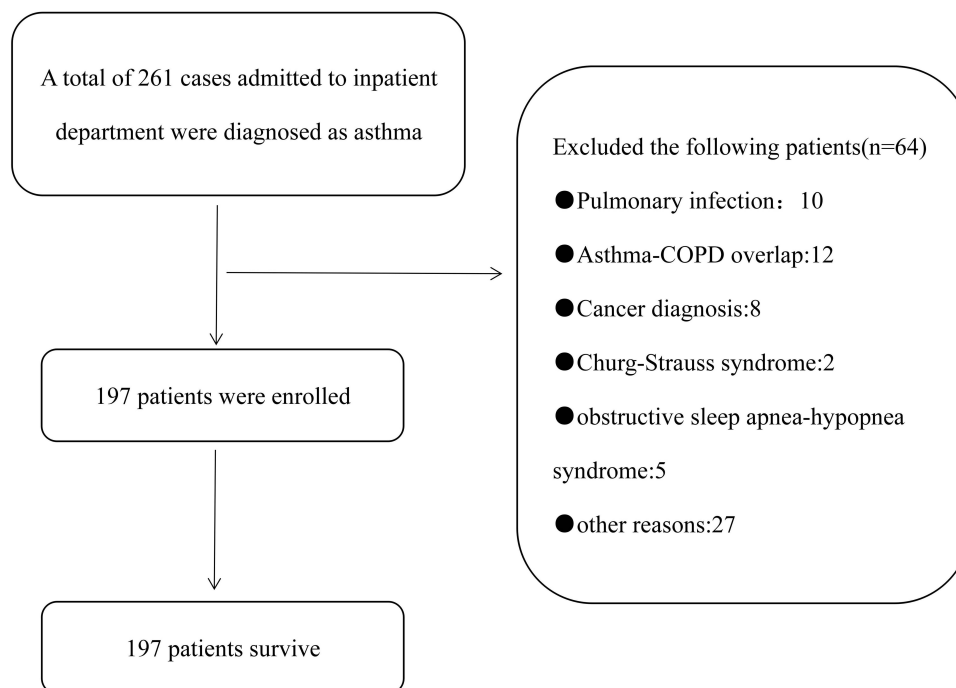 A total of 261 cases admitted to inpatient
department were diagnosed as asthma
Excluded the following patients(n=64)
●Pulmonary infection：10
●Asthma-COPD overlap:12
●Cancer diagnosis:8
●Churg-Strauss syndrome:2
●obstructive sleep apnea-hypopnea
syndrome:5
●other reasons:27
197 patients were enrolled
197 patients survive